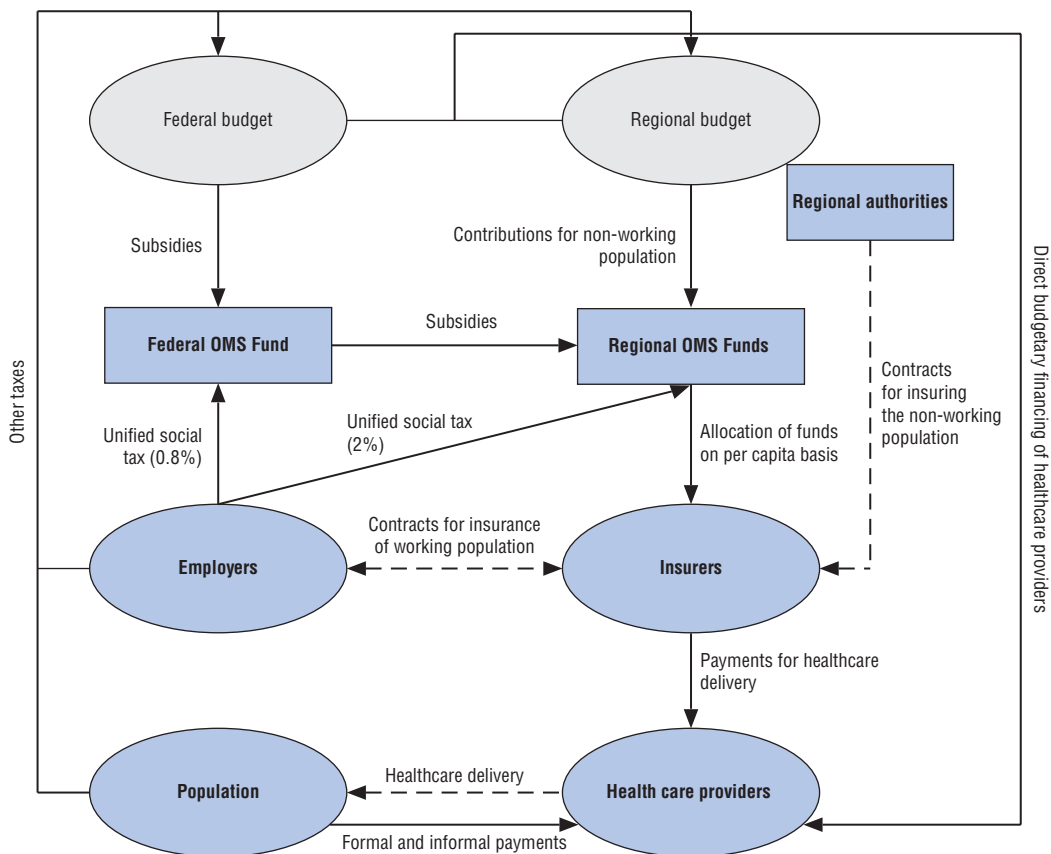 Federal budget
Regional budget
Regional authorities
Subsidies
Contributions for non-working
population
Federal OMS Fund
Subsidies
Regional OMS Funds
Other taxes
Unified social
tax (0.8%)
Unified social tax
(2%)
Allocation of funds
on per capita basis
Contracts
for insuring
the non-working
population
Direct budgetary financing of healthcare providers
Employers
Contracts for insurance
of working population
Insurers
Payments for healthcare
delivery
Population
Healthcare delivery
Health care providers
Formal and informal payments